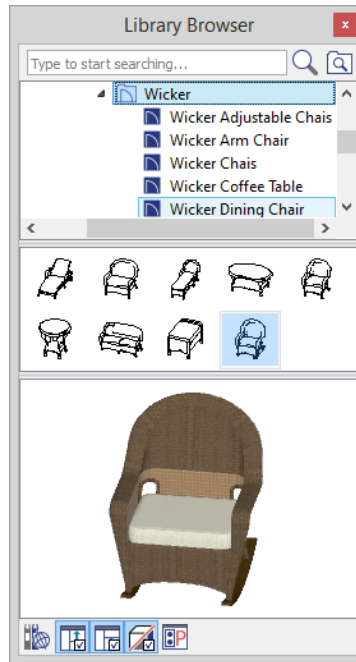 Library Browser
x
Type to start searching...
Wicker
Wicker Adjustable Chais
Wicker Arm Chair
Wicker Chais
Wicker Coffee Table
Wicker Dining Chair
P